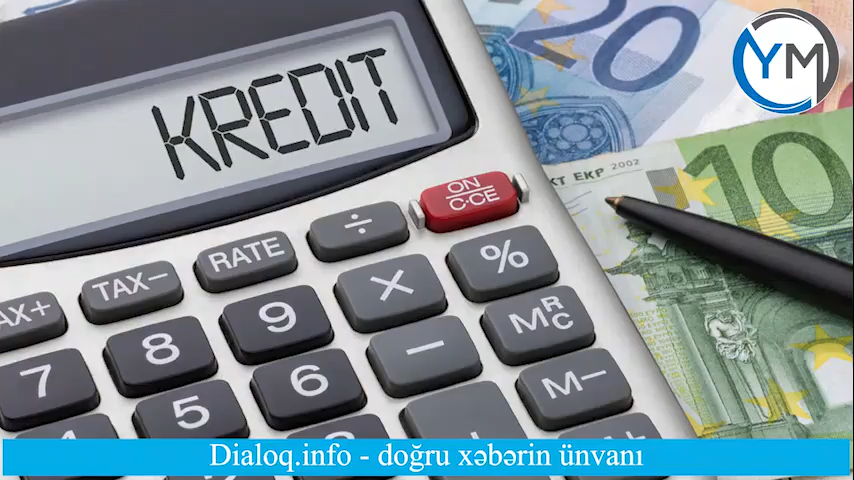 KREDIT
YM
20
KT EKP 2002
10
ON
C·CE
÷
%
RATE
TAX−
AX+
×
M R C
9
8
7
−
M−
6
5
Dialoq.info - doğru xəbərin ünvanı